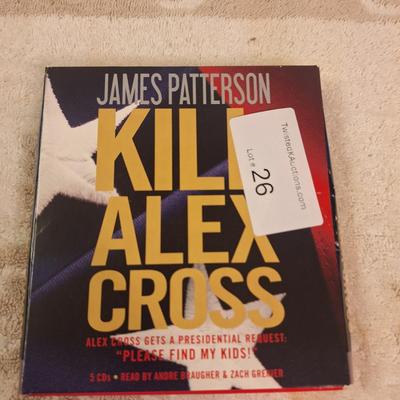 JAMES PATTERSON
KILL
ALEX
CROSS
TwistedkAuctions.com
Lot # 26
ALEX CROSS GETS A PRESIDENTIAL REQUEST:
"PLEASE FIND MY KIDS!"
5 CDs • READ BY ANDRE BRAUGHER & ZACH GRENIER